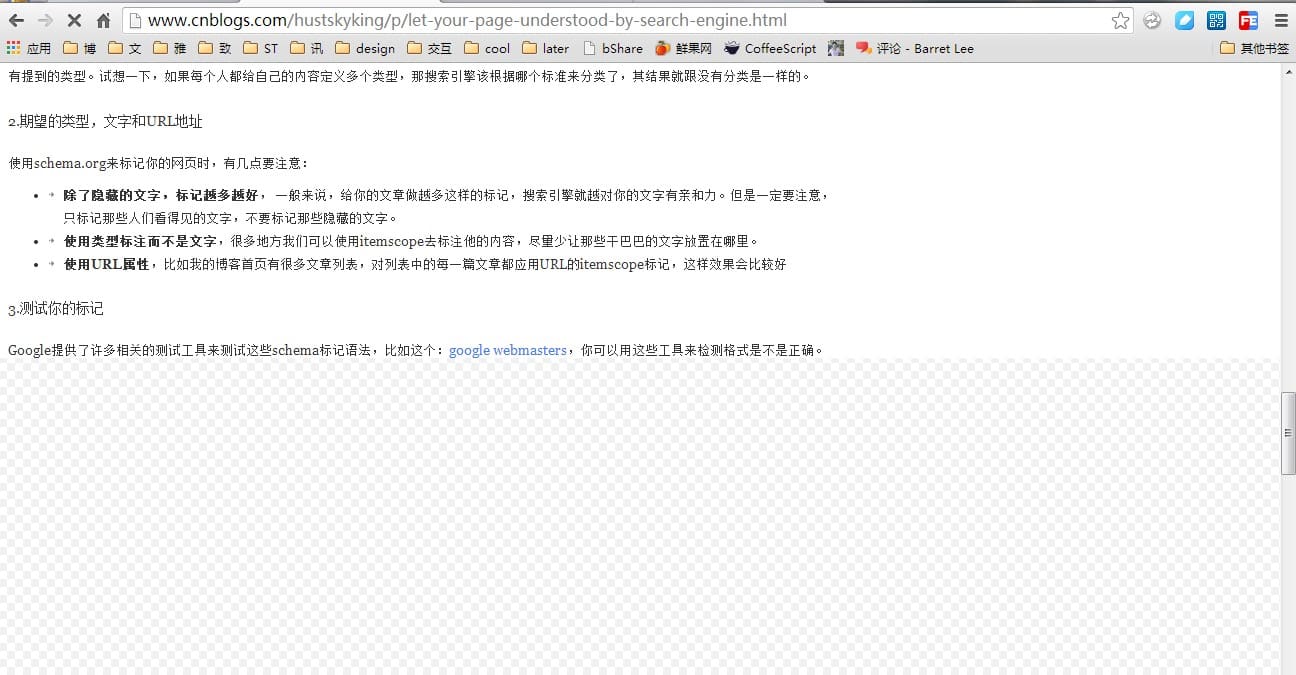 www.cnblogs.com/hustskyking/p/let-your-page-understood-by-search-engine.html
应用 博 文 雅 致 ST 讯 design 交互 cool later bShare 鲜果网 CoffeeScript 评论 - Barret Lee 其他书签
有提到的类型。试想一下，如果每个人都给自己的内容定义多个类型，那搜索引擎该根据哪个标准来分类了，其结果就跟没有分类是一样的。
2.期望的类型，文字和URL地址
使用schema.org来标记你的网页时，有几点要注意：
除了隐藏的文字，标记越多越好，一般来说，给你的文章做越多这样的标记，搜索引擎就越对你的文字有亲和力。但是一定要注意，
只标记那些人们看得见的文字，不要标记那些隐藏的文字。
使用类型标注而不是文字，很多地方我们可以使用itemscope去标注他的内容，尽量少让那些干巴巴的文字放置在哪里。
使用URL属性，比如我的博客首页有很多文章列表，对列表中的每一篇文章都应用URL的itemscope标记，这样效果会比较好
3.测试你的标记
Google提供了许多相关的测试工具来测试这些schema标记语法，比如这个：google webmasters，你可以用这些工具来检测格式是不是正确。